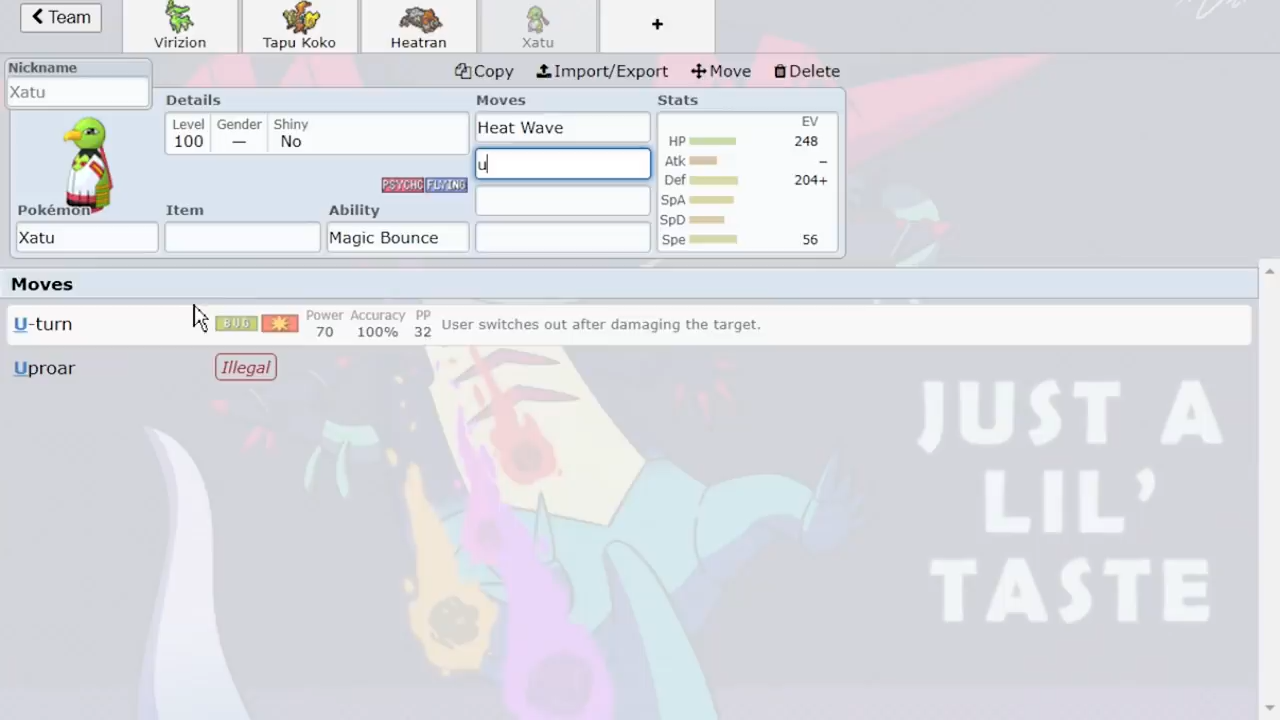 Team
Virizion
Tapu Koko
Heatran
Xatu
+
Nickname
Xatu
Copy
Import/Export
Move
Delete
Details
Moves
Stats
Level
100
Gender
—
Shiny
No
Heat Wave
u
EV
HP 248
Atk –
Def 204+
SpA
SpD
Spe 56
PSYCHC FLYING
Pokémon
Item
Ability
Xatu
Magic Bounce
Moves
U-turn BUG Power 70 Accuracy 100% PP 32 User switches out after damaging the target.
Uproar Illegal
JUST A
LIL'
TASTE